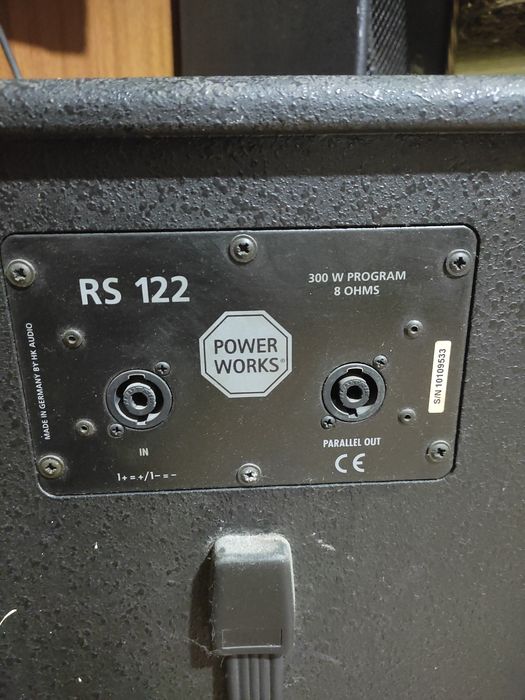 RS 122
300 W PROGRAM
8 OHMS
POWER
WORKS®
MADE IN GERMANY BY HK AUDIO
S/N 10109533
IN
1+=+/1-=-
PARALLEL OUT
CE